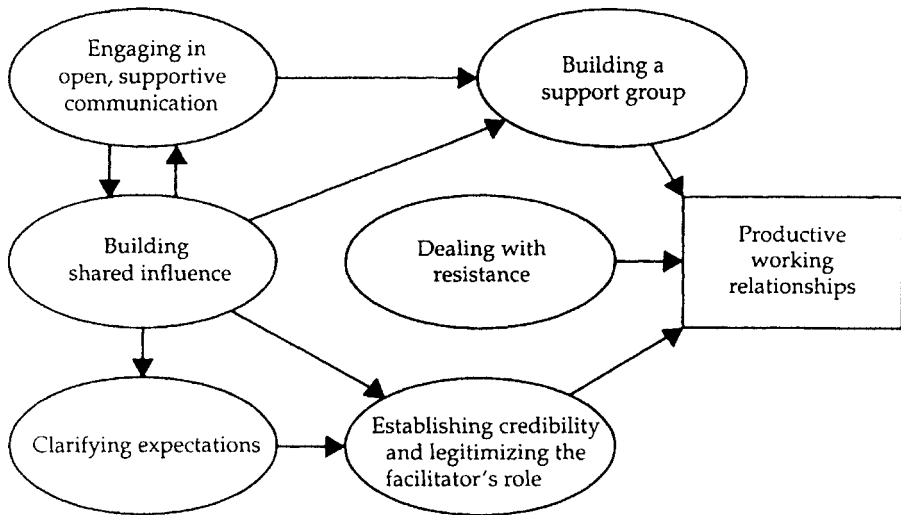 Engaging in
open, supportive
communication
Building a
support group
Building
shared influence
Dealing with
resistance
Productive
working
relationships
Clarifying expectations
Establishing credibility
and legitimizing the
facilitator's role